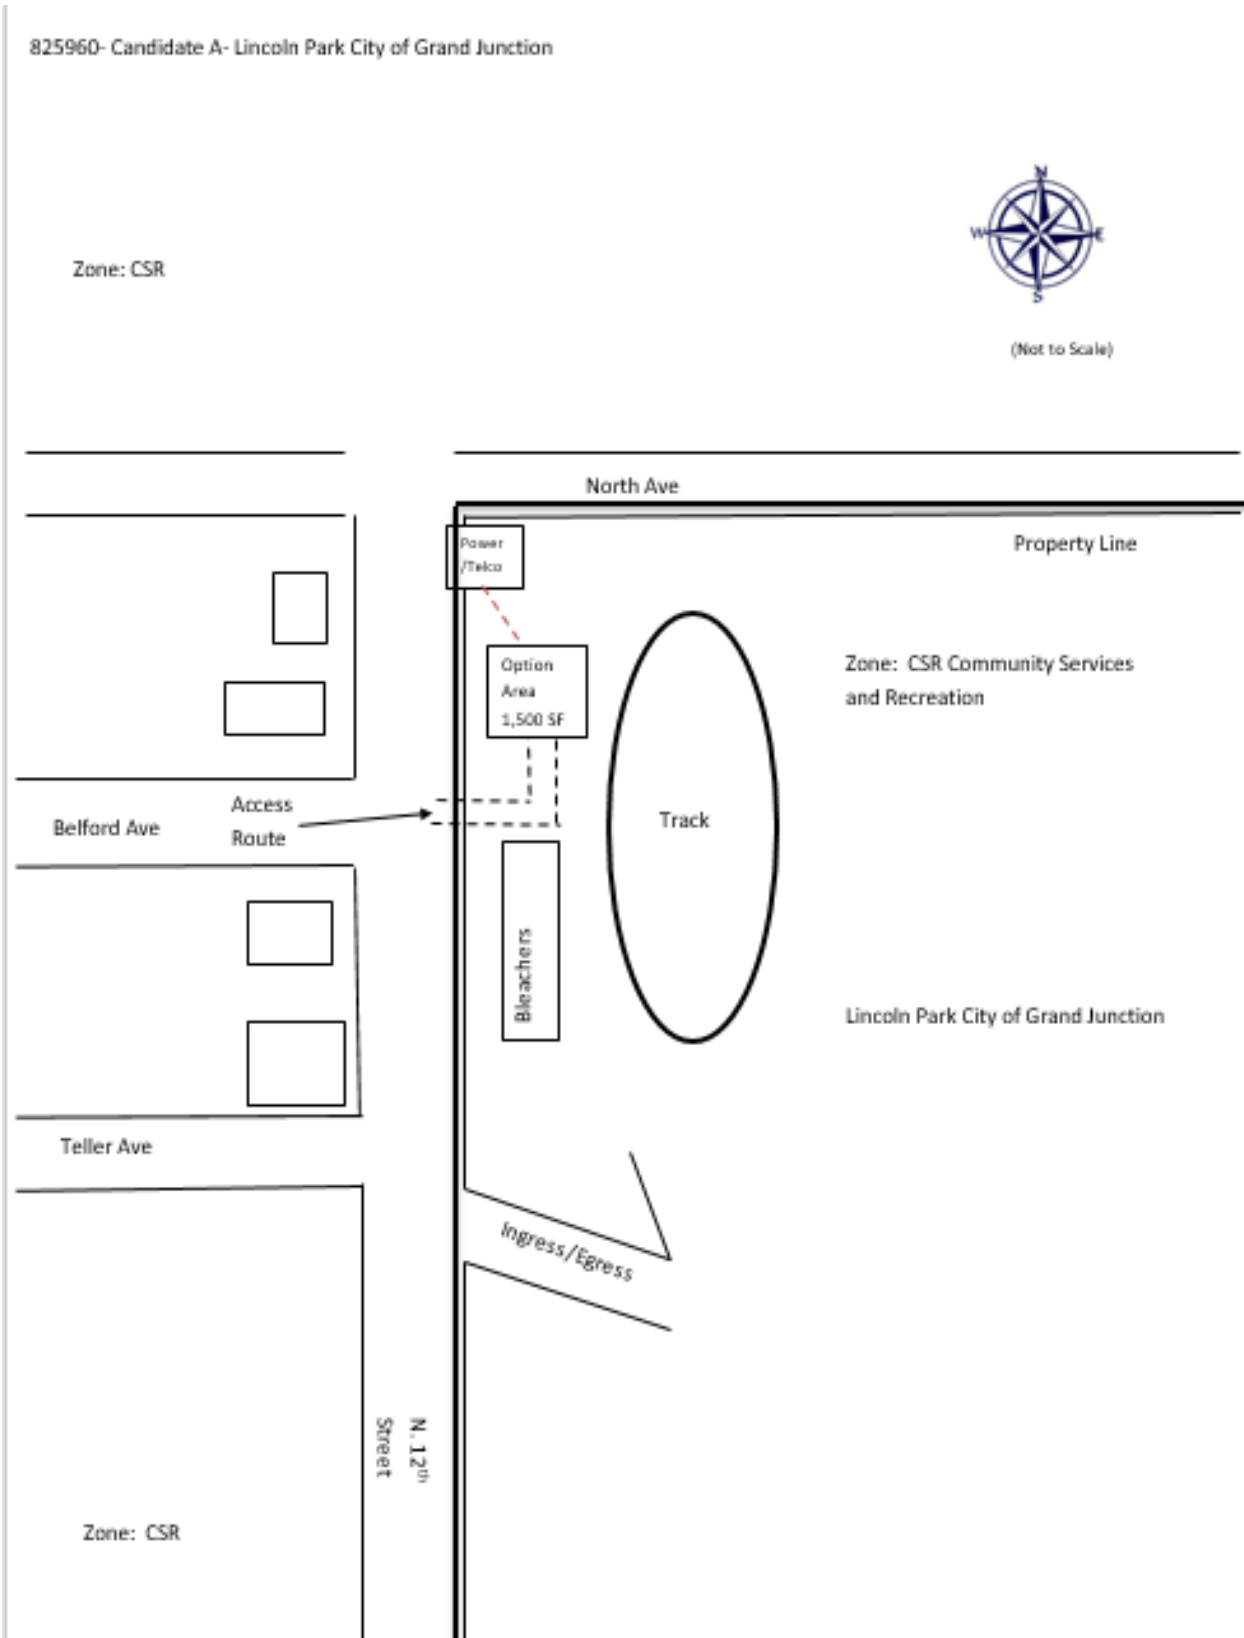 825960- Candidate A- Lincoln Park City of Grand Junction
N
W
E
S
Zone: CSR
(Not to Scale)
North Ave
Power
/Telco
Property Line
Option
Area
1,500 SF
Zone: CSR Community Services
and Recreation
Access
Route
Belford Ave
Track
Bleachers
Lincoln Park City of Grand Junction
Teller Ave
Ingress/Egress
N. 12th
Street
Zone: CSR